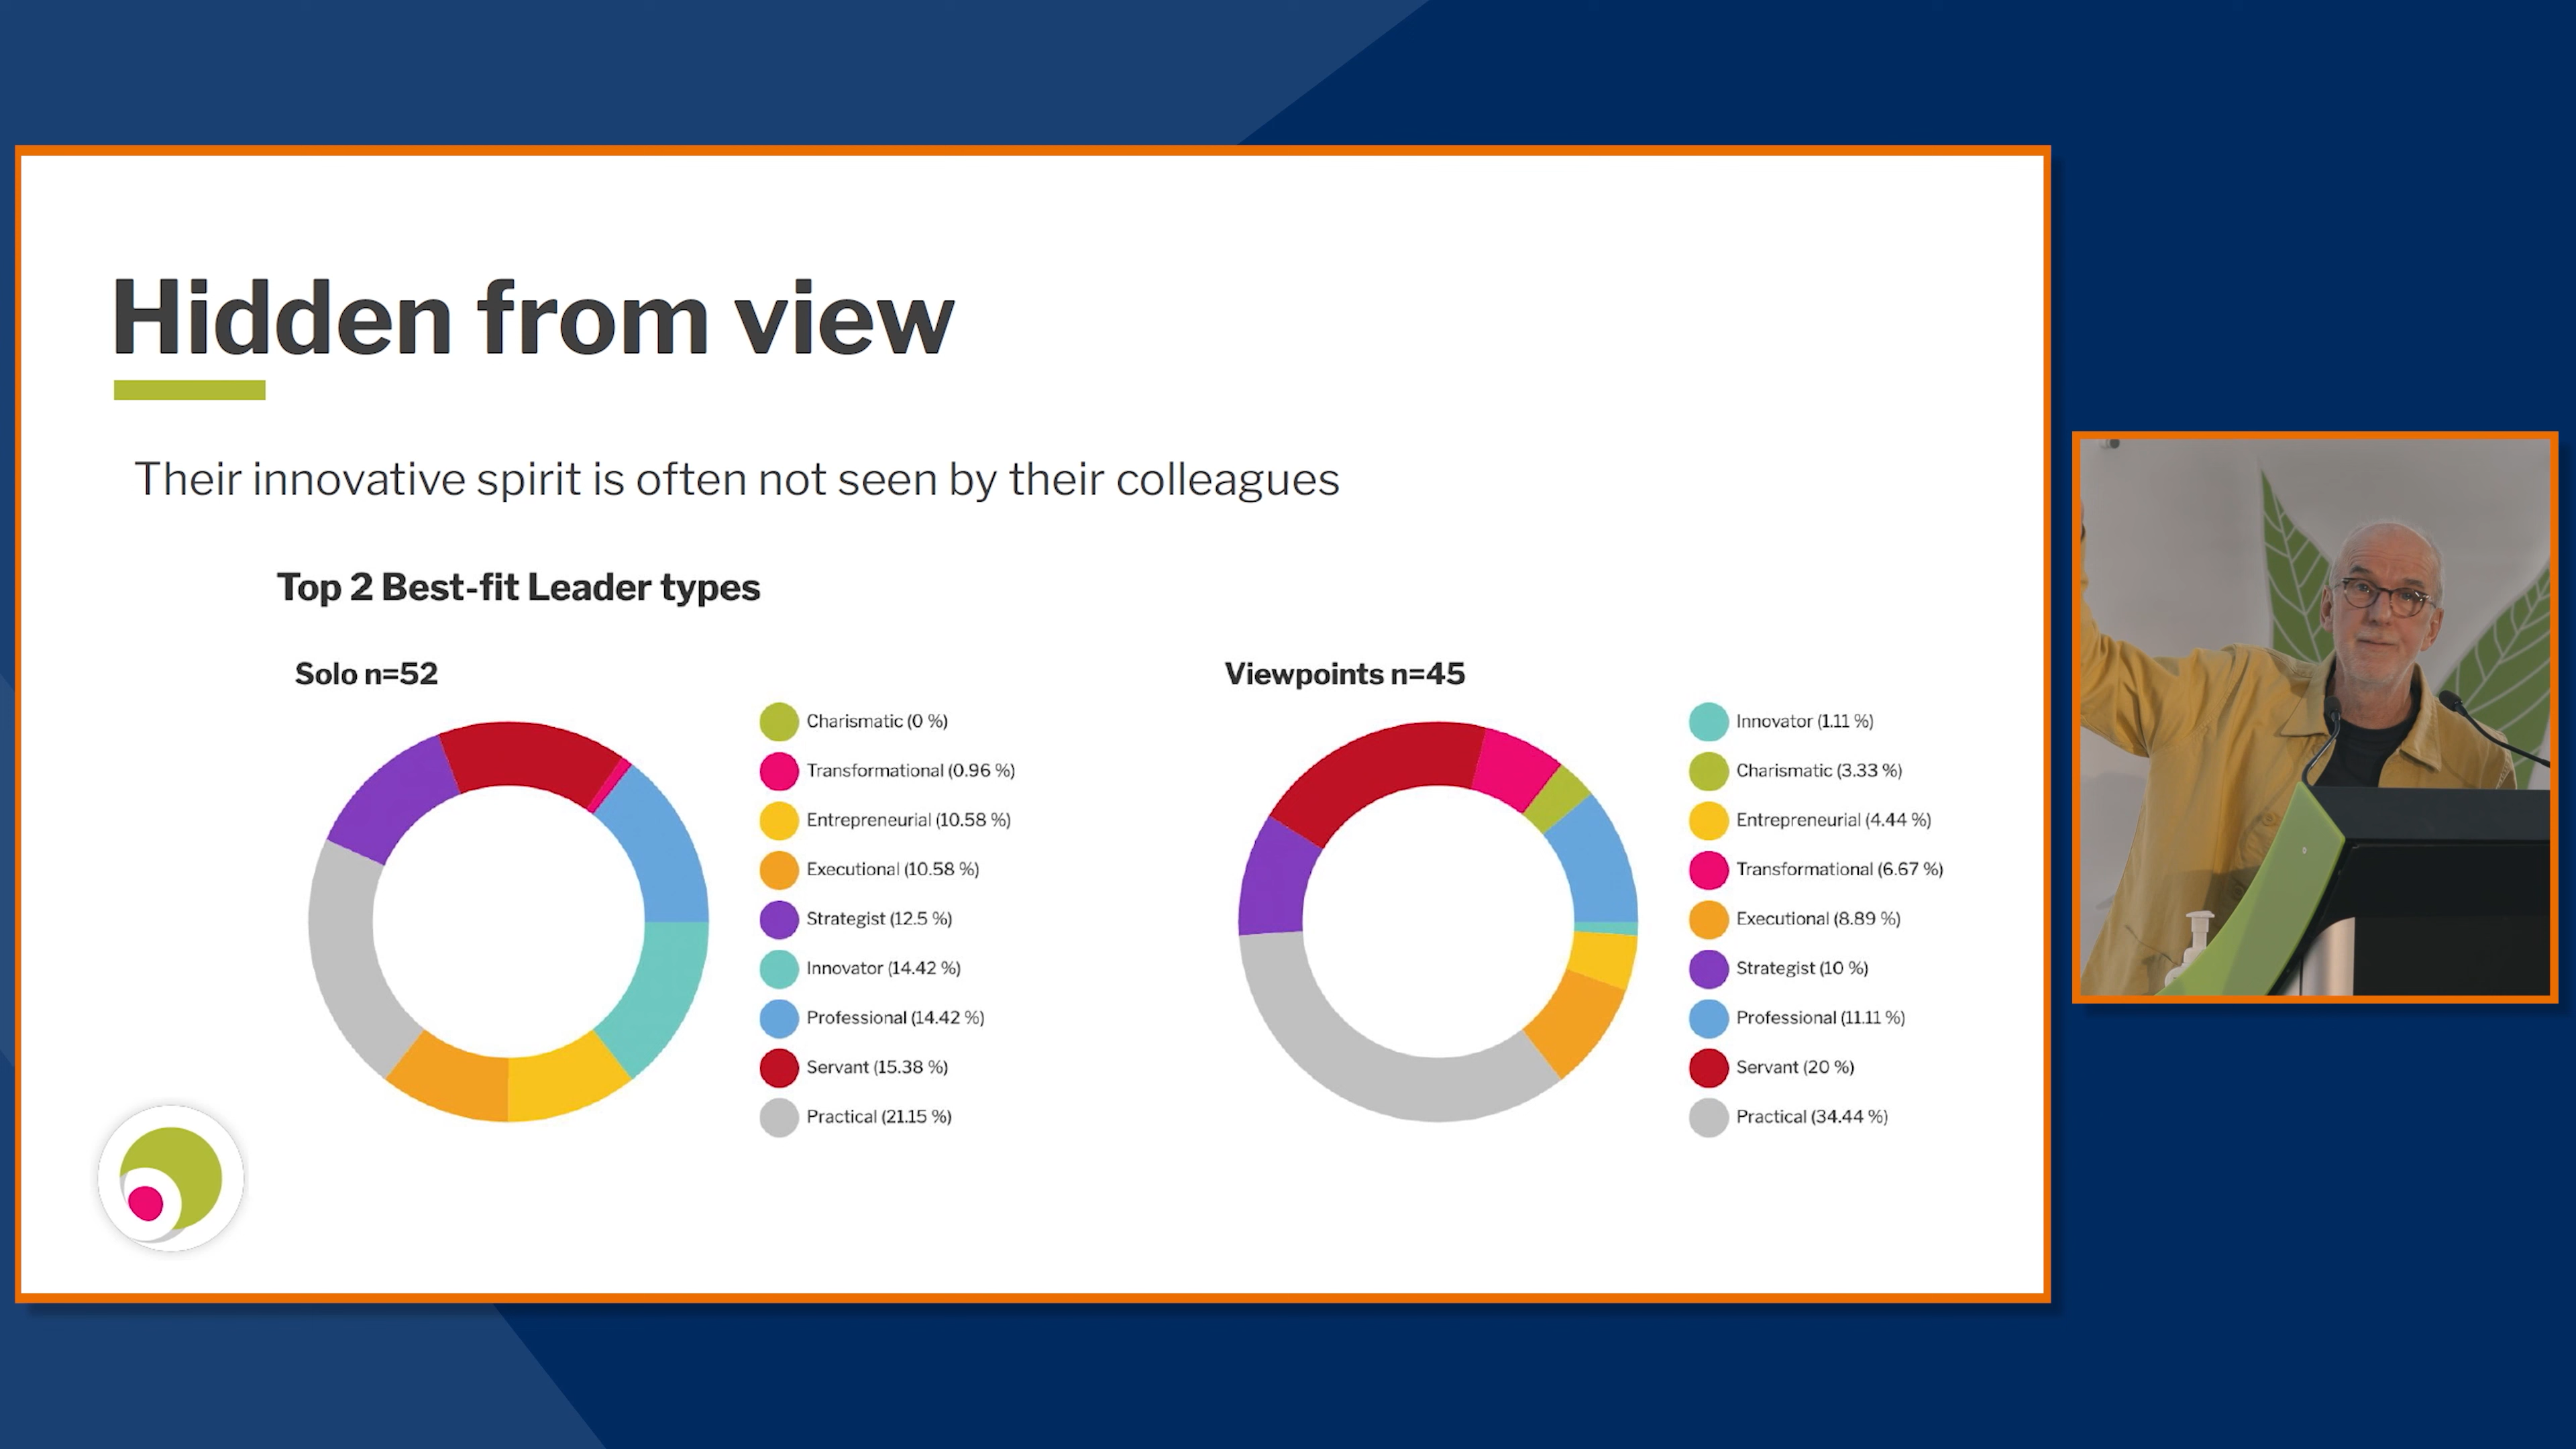 Hidden from view
Their innovative spirit is often not seen by their colleagues
Top 2 Best-fit Leader types
Solo n=52
Charismatic (0 %)
Transformational (0.96 %)
Entrepreneurial (10.58 %)
Executional (10.58 %)
Strategist (12.5 %)
Innovator (14.42 %)
Professional (14.42 %)
Servant (15.38 %)
Practical (21.15 %)
Viewpoints n=45
Innovator (1.11 %)
Charismatic (3.33 %)
Entrepreneurial (4.44 %)
Transformational (6.67 %)
Executional (8.89 %)
Strategist (10 %)
Professional (11.11 %)
Servant (20 %)
Practical (34.44 %)